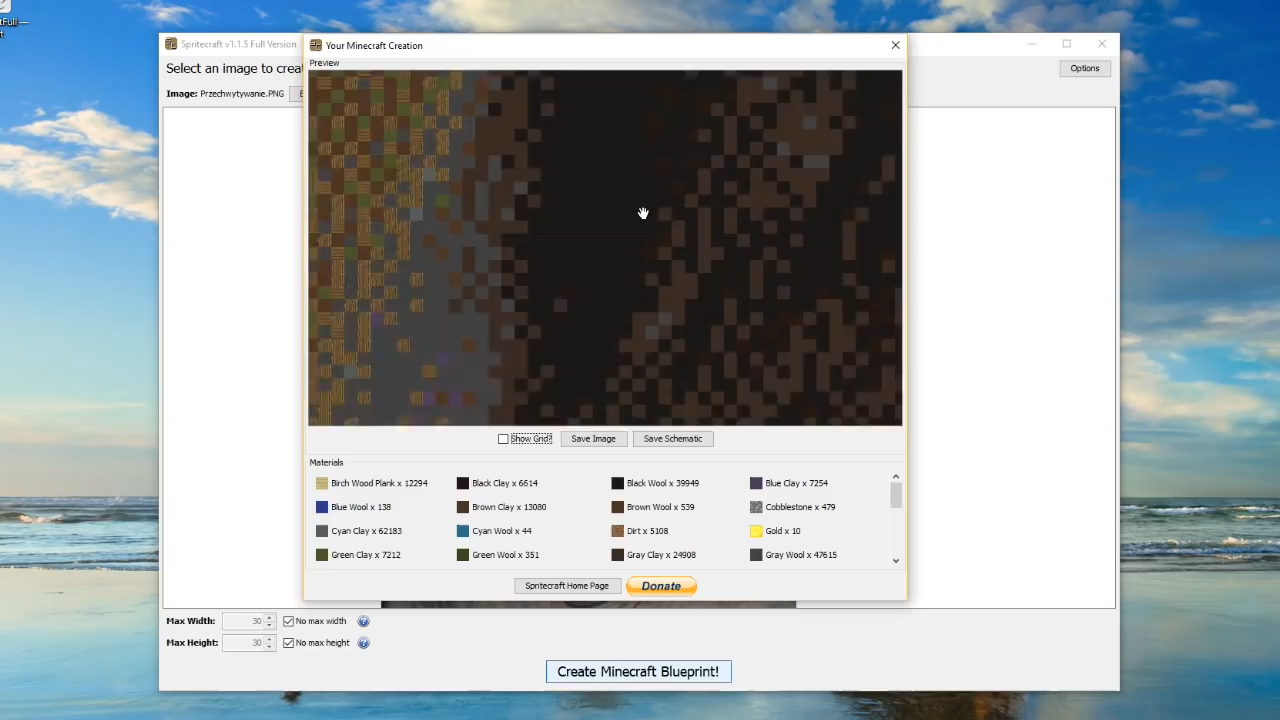 Spritecraft v1.1.5 Full Version
Your Minecraft Creation
Select an image to crea
Preview
Options
Image: Przechwytywanie.PNG
Show Grid?
Save Image
Save Schematic
Materials
Birch Wood Plank x 12294
Black Clay x 6614
Black Wool x 39949
Blue Clay x 7254
Blue Wool x 138
Brown Clay x 13080
Brown Wool x 539
Cobblestone x 479
Cyan Clay x 62183
Cyan Wool x 44
Dirt x 5108
Gold x 10
Green Clay x 7212
Green Wool x 351
Gray Clay x 24908
Gray Wool x 47615
Spritecraft Home Page
Donate
Max Width:
30
No max width
Max Height:
30
No max height
Create Minecraft Blueprint!